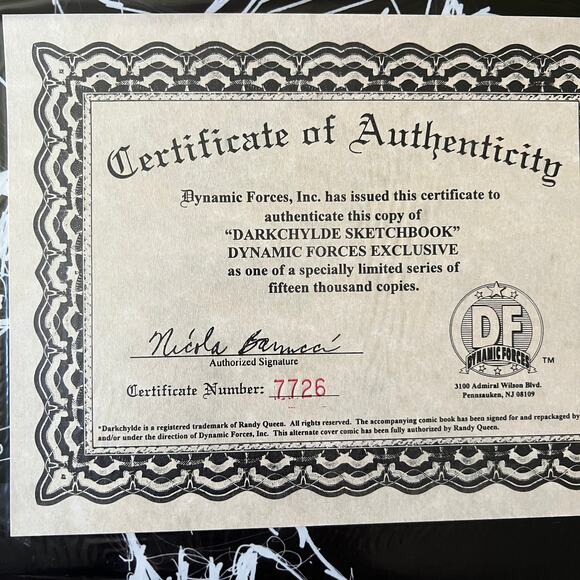 Certificate of Authenticity
Dynamic Forces, Inc. has issued this certificate to
authenticate this copy of
“DARKCHYLDE SKETCHBOOK”
DYNAMIC FORCES EXCLUSIVE
as one of a specially limited series of
fifteen thousand copies.
Nicola Barrucci
Authorized Signature
Certificate Number: 7726
DF
DYNAMIC FORCES
TM
3100 Admiral Wilson Blvd.
Pennsauken, NJ 08109
*Darkchylde is a registered trademark of Randy Queen. All rights reserved. The accompanying comic book has been signed for and repackaged by
and/or under the direction of Dynamic Forces, Inc. This alternate cover comic has been fully authorized by Randy Queen.